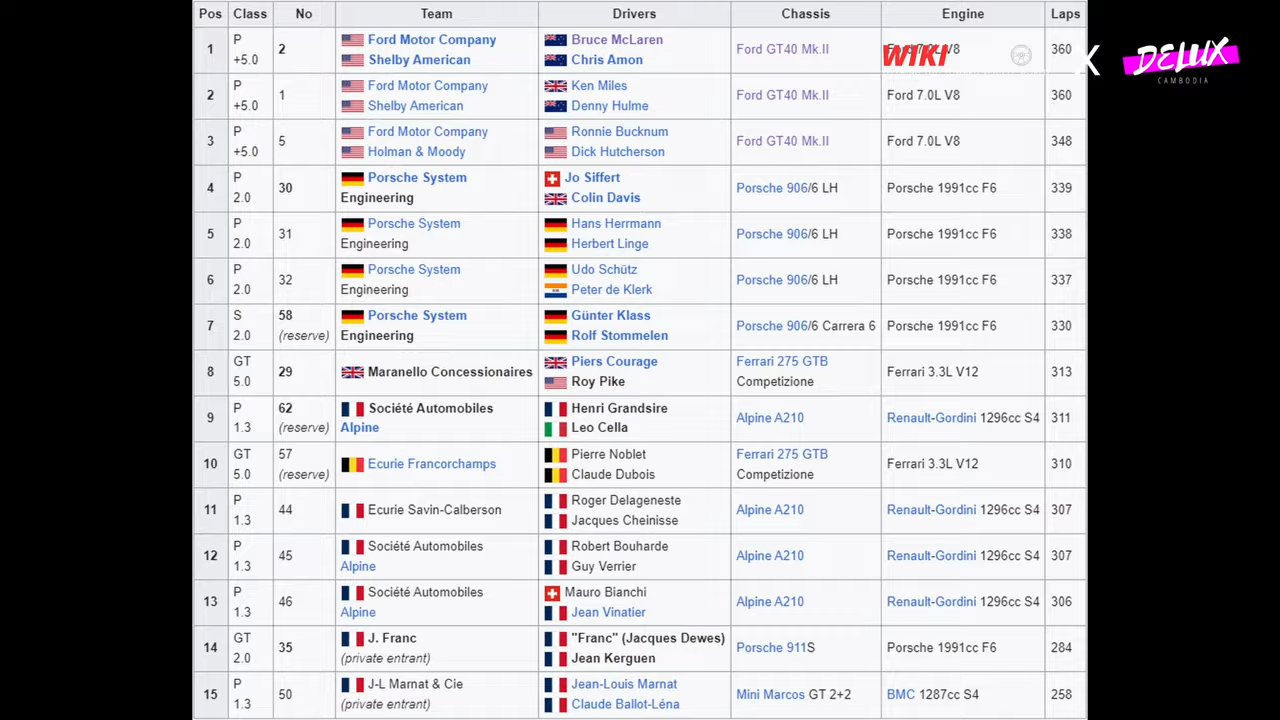 Pos Class No Team Drivers Chassis Engine Laps
1 P +5.0 2 Ford Motor Company Shelby American Bruce McLaren Chris Amon Ford GT40 Mk.II V8 360
2 P +5.0 1 Ford Motor Company Shelby American Ken Miles Denny Hulme Ford GT40 Mk.II Ford 7.0L V8 360
3 P +5.0 5 Ford Motor Company Holman & Moody Ronnie Bucknum Dick Hutcherson Ford GT40 Mk.II Ford 7.0L V8 348
4 P 2.0 30 Porsche System Engineering Jo Siffert Colin Davis Porsche 906/6 LH Porsche 1991cc F6 339
5 P 2.0 31 Porsche System Engineering Hans Herrmann Herbert Linge Porsche 906/6 LH Porsche 1991cc F6 338
6 P 2.0 32 Porsche System Engineering Udo Schütz Peter de Klerk Porsche 906/6 LH Porsche 1991cc F6 337
7 S 2.0 58 (reserve) Porsche System Engineering Günter Klass Rolf Stommelen Porsche 906/6 Carrera 6 Porsche 1991cc F6 330
8 GT 5.0 29 Maranello Concessionaires Piers Courage Roy Pike Ferrari 275 GTB Competizione Ferrari 3.3L V12 313
9 P 1.3 62 (reserve) Société Automobiles Alpine Henri Grandsire Leo Cella Alpine A210 Renault-Gordini 1296cc S4 311
10 GT 5.0 57 (reserve) Ecurie Francorchamps Pierre Noblet Claude Dubois Ferrari 275 GTB Competizione Ferrari 3.3L V12 310
11 P 1.3 44 Ecurie Savin-Calberson Roger Delageneste Jacques Cheinisse Alpine A210 Renault-Gordini 1296cc S4 307
12 P 1.3 45 Société Automobiles Alpine Robert Bouharde Guy Verrier Alpine A210 Renault-Gordini 1296cc S4 307
13 P 1.3 46 Société Automobiles Alpine Mauro Bianchi Jean Vinatier Alpine A210 Renault-Gordini 1296cc S4 306
14 GT 2.0 35 J. Franc (private entrant) "Franc" (Jacques Dewes) Jean Kerguen Porsche 911S Porsche 1991cc F6 284
15 P 1.3 50 J-L Marnat & Cie (private entrant) Jean-Louis Marnat Claude Ballot-Léna Mini Marcos GT 2+2 BMC 1287cc S4 258
WIKI X DELUX
CAMBODIA